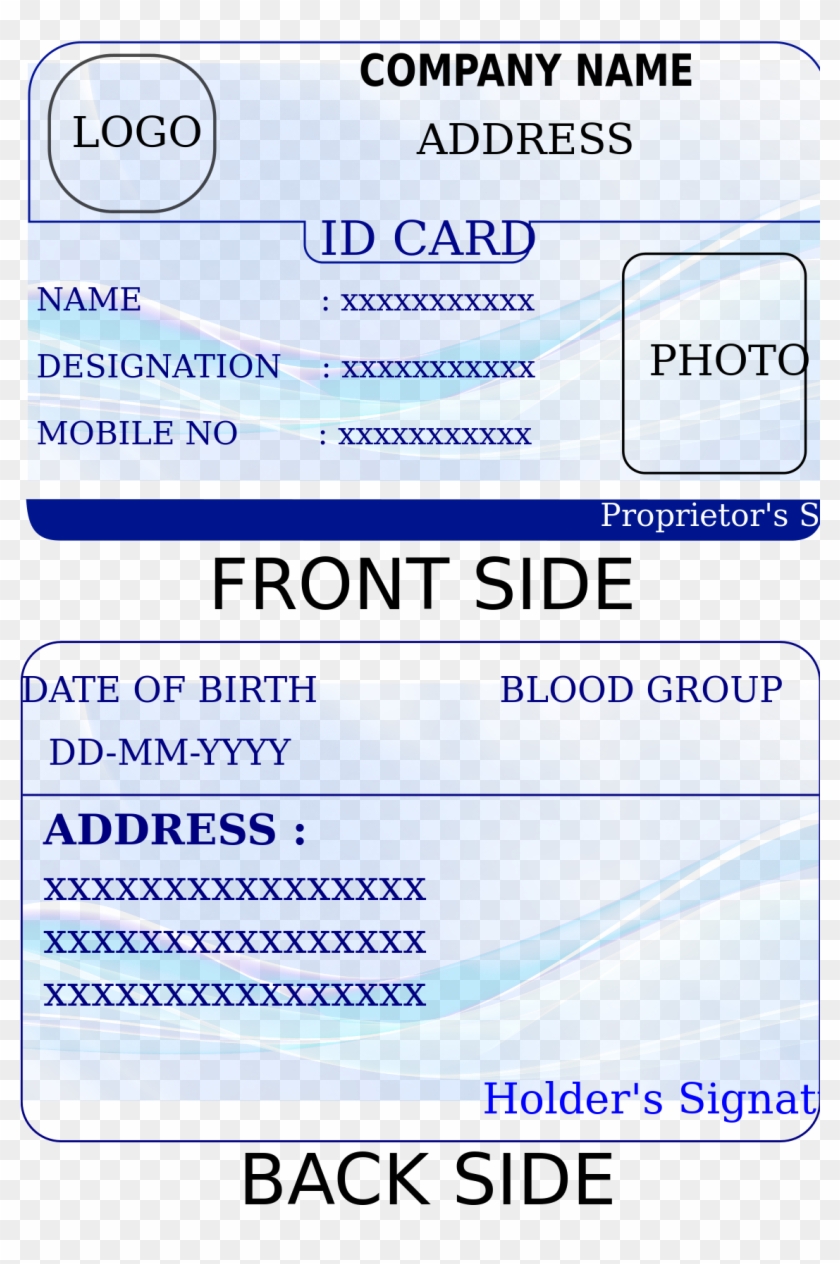 COMPANY NAME
LOGO
ADDRESS
ID CARD
NAME : xxxxxxxxxxx
DESIGNATION : xxxxxxxxxxx
MOBILE NO : xxxxxxxxxxx
PHOTO
Proprietor's S
FRONT SIDE
DATE OF BIRTH BLOOD GROUP
DD-MM-YYYY
ADDRESS :
xxxxxxxxxxxxxxxx
xxxxxxxxxxxxxxxx
xxxxxxxxxxxxxxxx
Holder's Signat
BACK SIDE